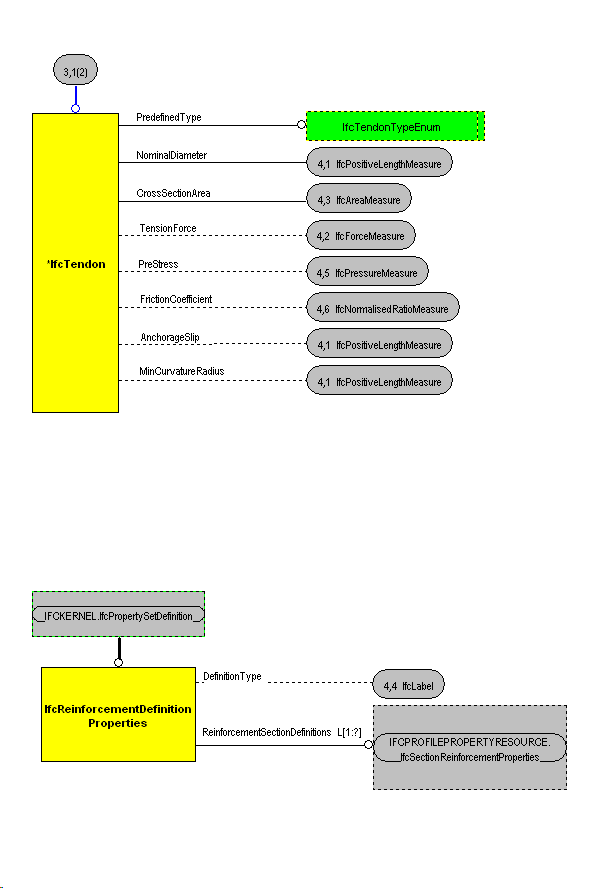 3,1(2)
PredefinedType
IfcTendonTypeEnum
NominalDiameter
4,1 IfcPositiveLengthMeasure
CrossSectionArea
4,3 IfcAreaMeasure
TensionForce
4,2 IfcForceMeasure
*IfcTendon
PreStress
4,5 IfcPressureMeasure
FrictionCoefficient
4,6 IfcNormalisedRatioMeasure
AnchorageSlip
4,1 IfcPositiveLengthMeasure
MinCurvatureRadius
4,1 IfcPositiveLengthMeasure
IFCKERNEL.IfcPropertySetDefinition
DefinitionType
4,4 IfcLabel
IfcReinforcementDefinition
Properties
ReinforcementSectionDefinitions L[1:?]
IFCPROFILEPROPERTYRESOURCE.
IfcSectionReinforcementProperties